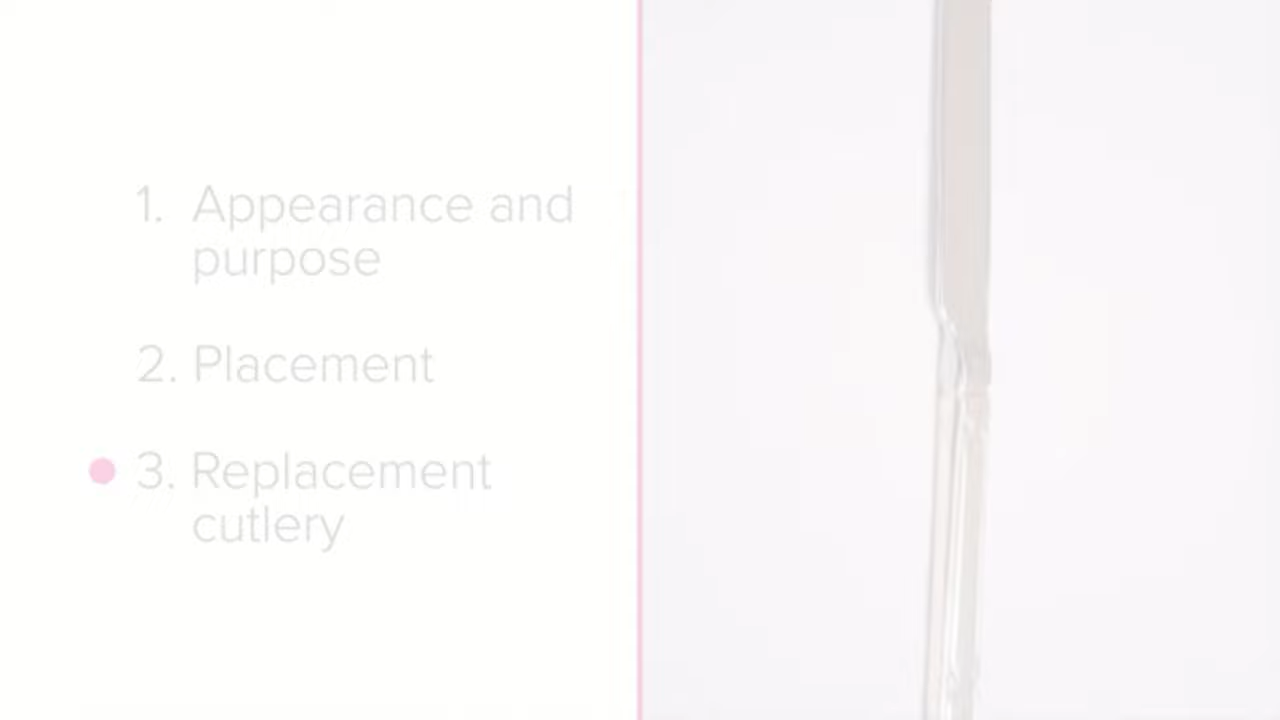 1. Appearance and
purpose
2. Placement
3. Replacement
cutlery